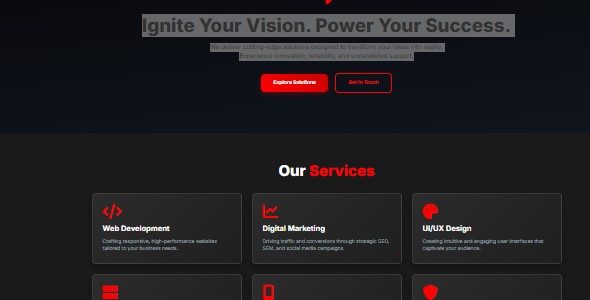 Ignite Your Vision. Power Your Success.
We deliver cutting-edge solutions designed to transform your ideas into reality.
Experience innovation, reliability, and unparalleled support.
Explore Solutions
Get In Touch
Our Services
Web Development
Crafting responsive, high-performance websites
tailored to your business needs.
Digital Marketing
Driving traffic and conversions through strategic SEO,
SEM, and social media campaigns.
UI/UX Design
Creating intuitive and engaging user interfaces that
captivate your audience.